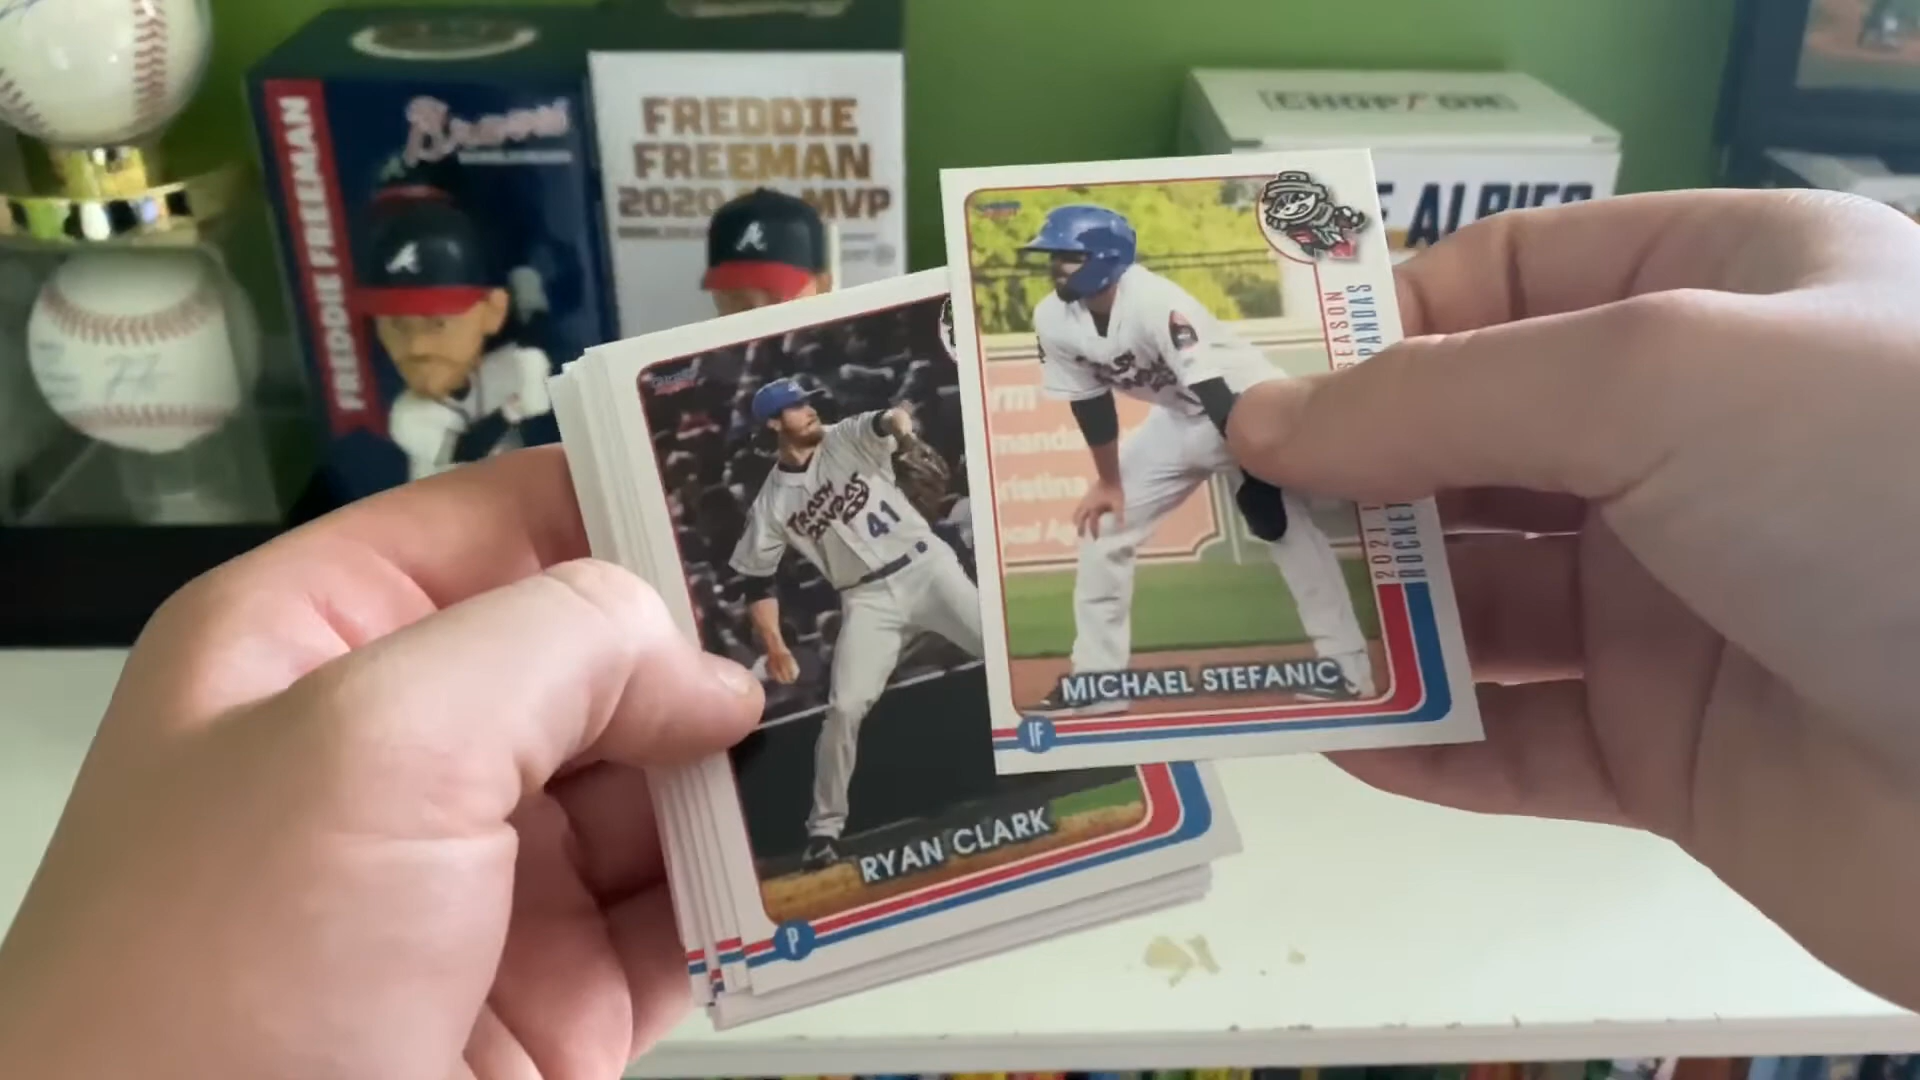 FREDDIE FREEMAN
Braves
FREDDIE
FREEMAN
2020
MVP
CHOP ON
E ALBIES
TRASH
PANDAS
41
RYAN CLARK
P
SEASON
PANDAS
2021
ROCKET
MICHAEL STEFANIC
IF